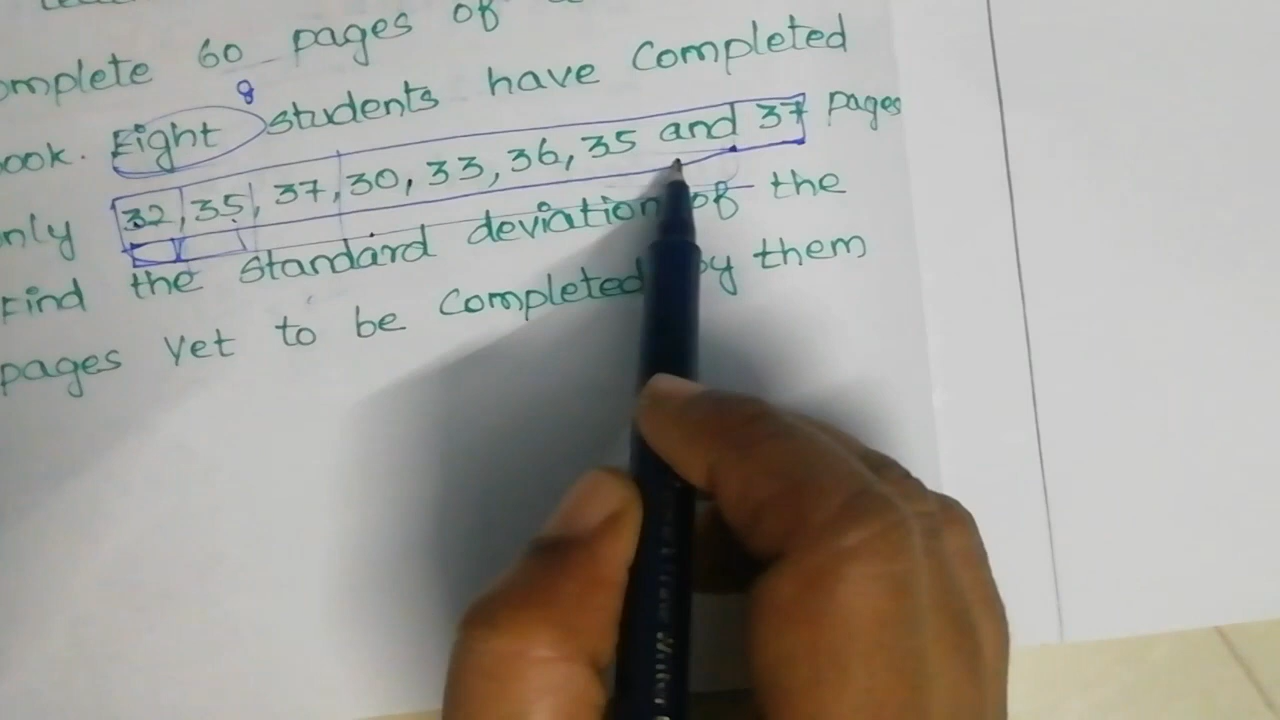 omplete 60 pages of
8
ook. Eight students have completed
nly 32, 35, 37, 30, 33, 36, 35 and 37 pages
Find the standard deviation of the
pages yet to be completed by them